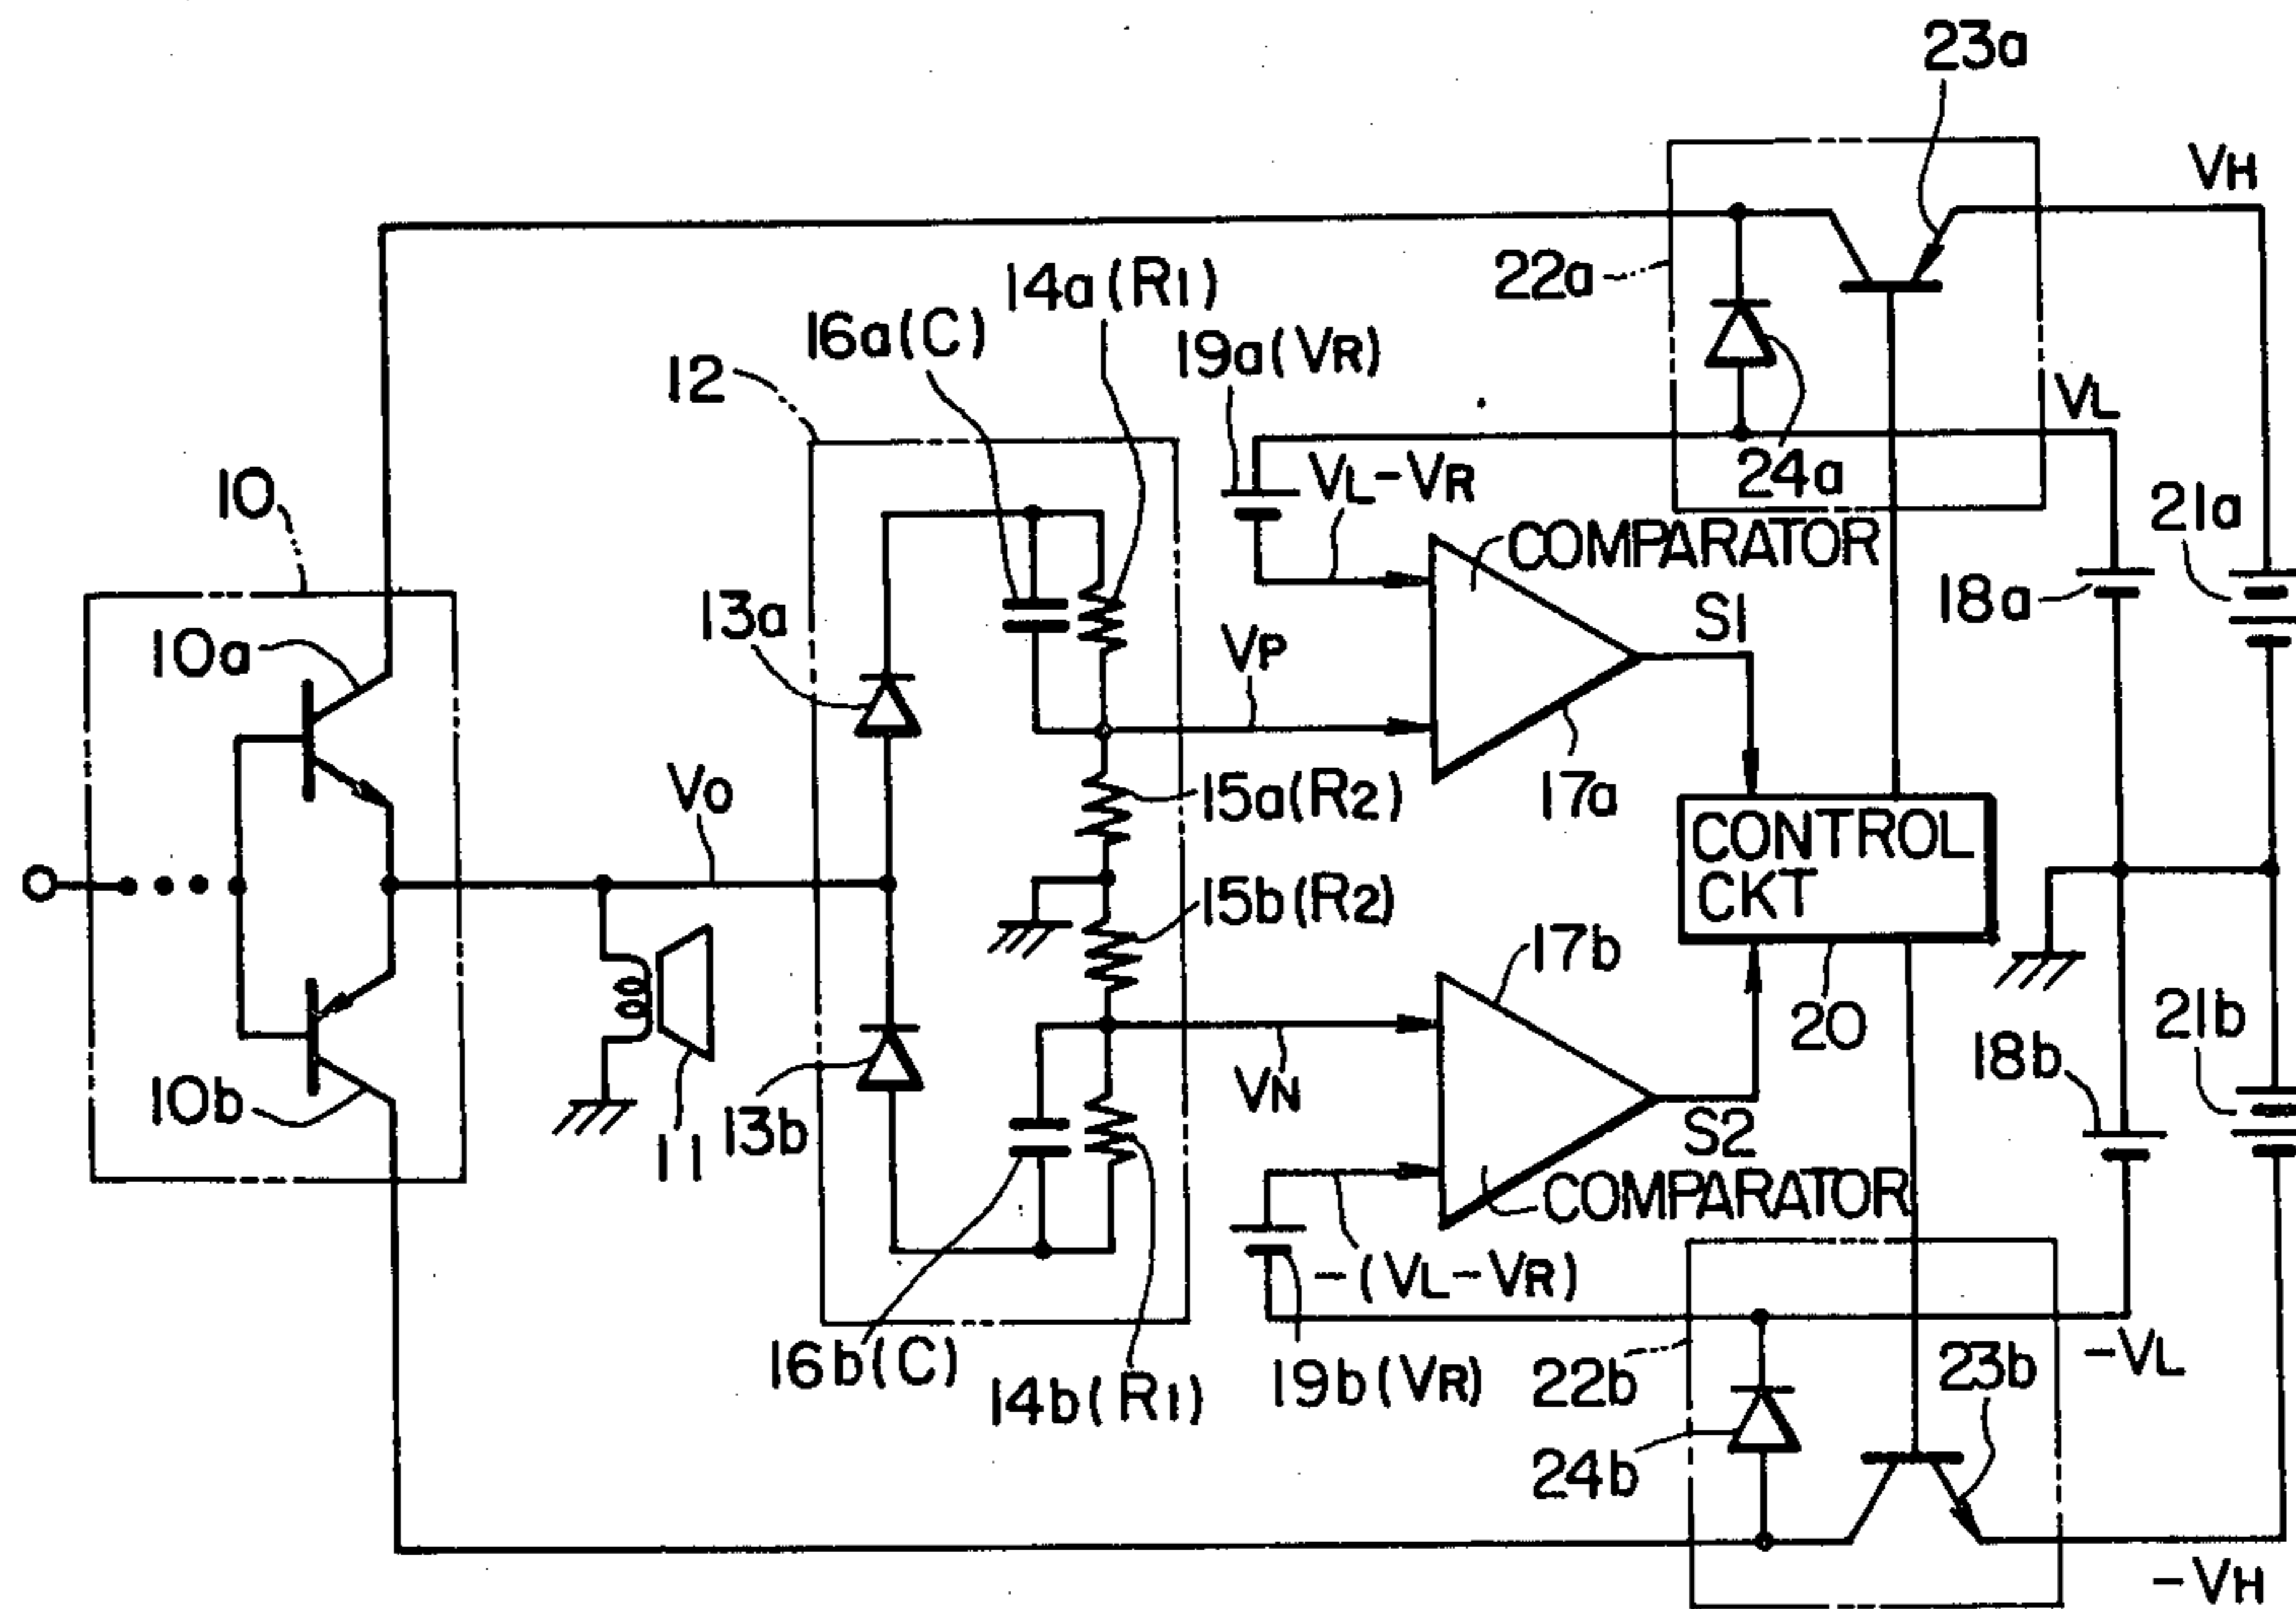 23a
VH
22a
14a(R1)
16a(C)
19a(VR)
12
VL
24a
VL-VR
10
21a
COMPARATOR
18a
13a
S1
10a
VP
VO
15a(R2)
17a
CONTROL
CKT
15b(R2)
17b
20
21b
18b
VN
10b
13b
11
S2
COMPARATOR
-(VL-VR)
-VL
16b(C)
14b(R1)
19b(VR)
22b
23b
24b
-VH